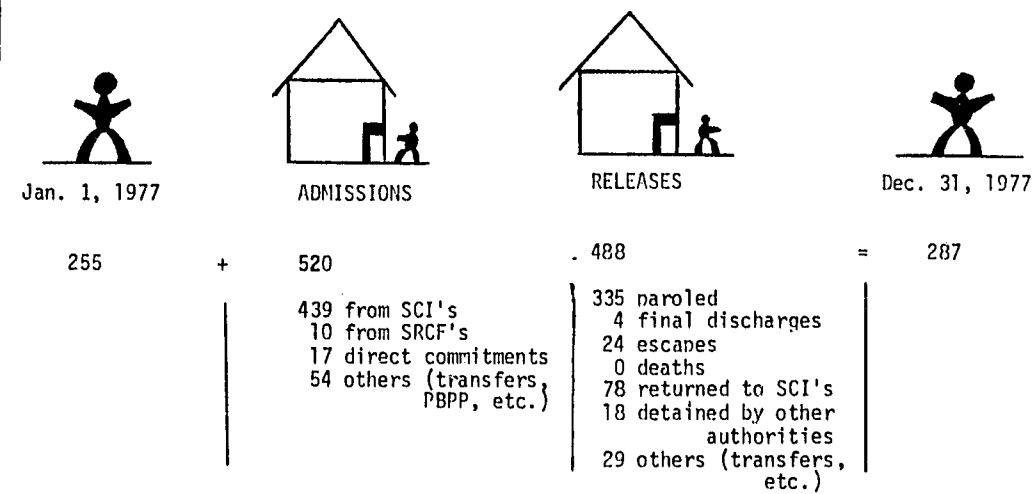 Jan. 1, 1977
ADMISSIONS
RELEASES
Dec. 31, 1977
255 + 520 . 488 = 287
439 from SCI's
10 from SRCF's
17 direct commitments
54 others (transfers,
PBPP, etc.)
335 paroled
4 final discharges
24 escapes
0 deaths
78 returned to SCI's
18 detained by other
authorities
29 others (transfers,
etc.)